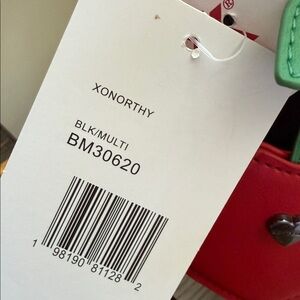 ®
XONORTHY
BLK/MULTI
BM30620
1 98190 81128 2